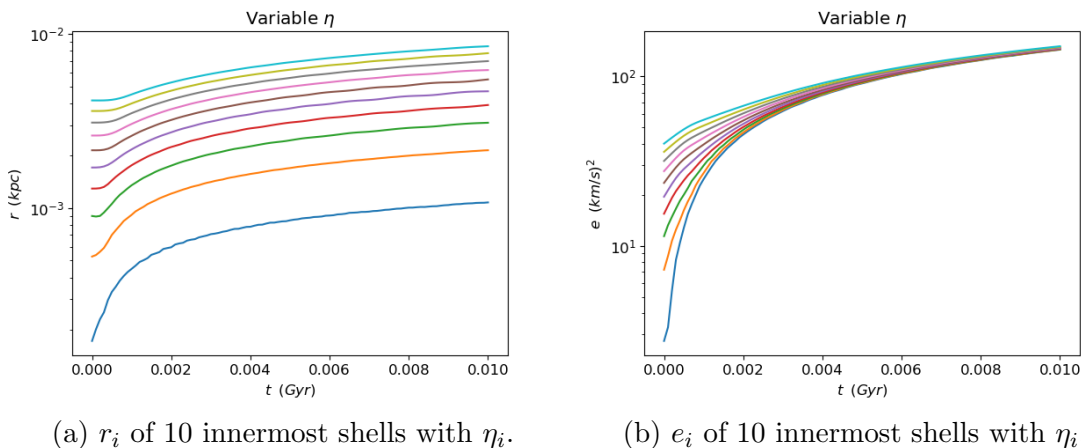 Variable η
10⁻²
10⁻³
r (kpc)
0.000 0.002 0.004 0.006 0.008 0.010
t (Gyr)
(a) rᵢ of 10 innermost shells with ηᵢ.
Variable η
10²
10¹
e (km/s)²
0.000 0.002 0.004 0.006 0.008 0.010
t (Gyr)
(b) eᵢ of 10 innermost shells with ηᵢ